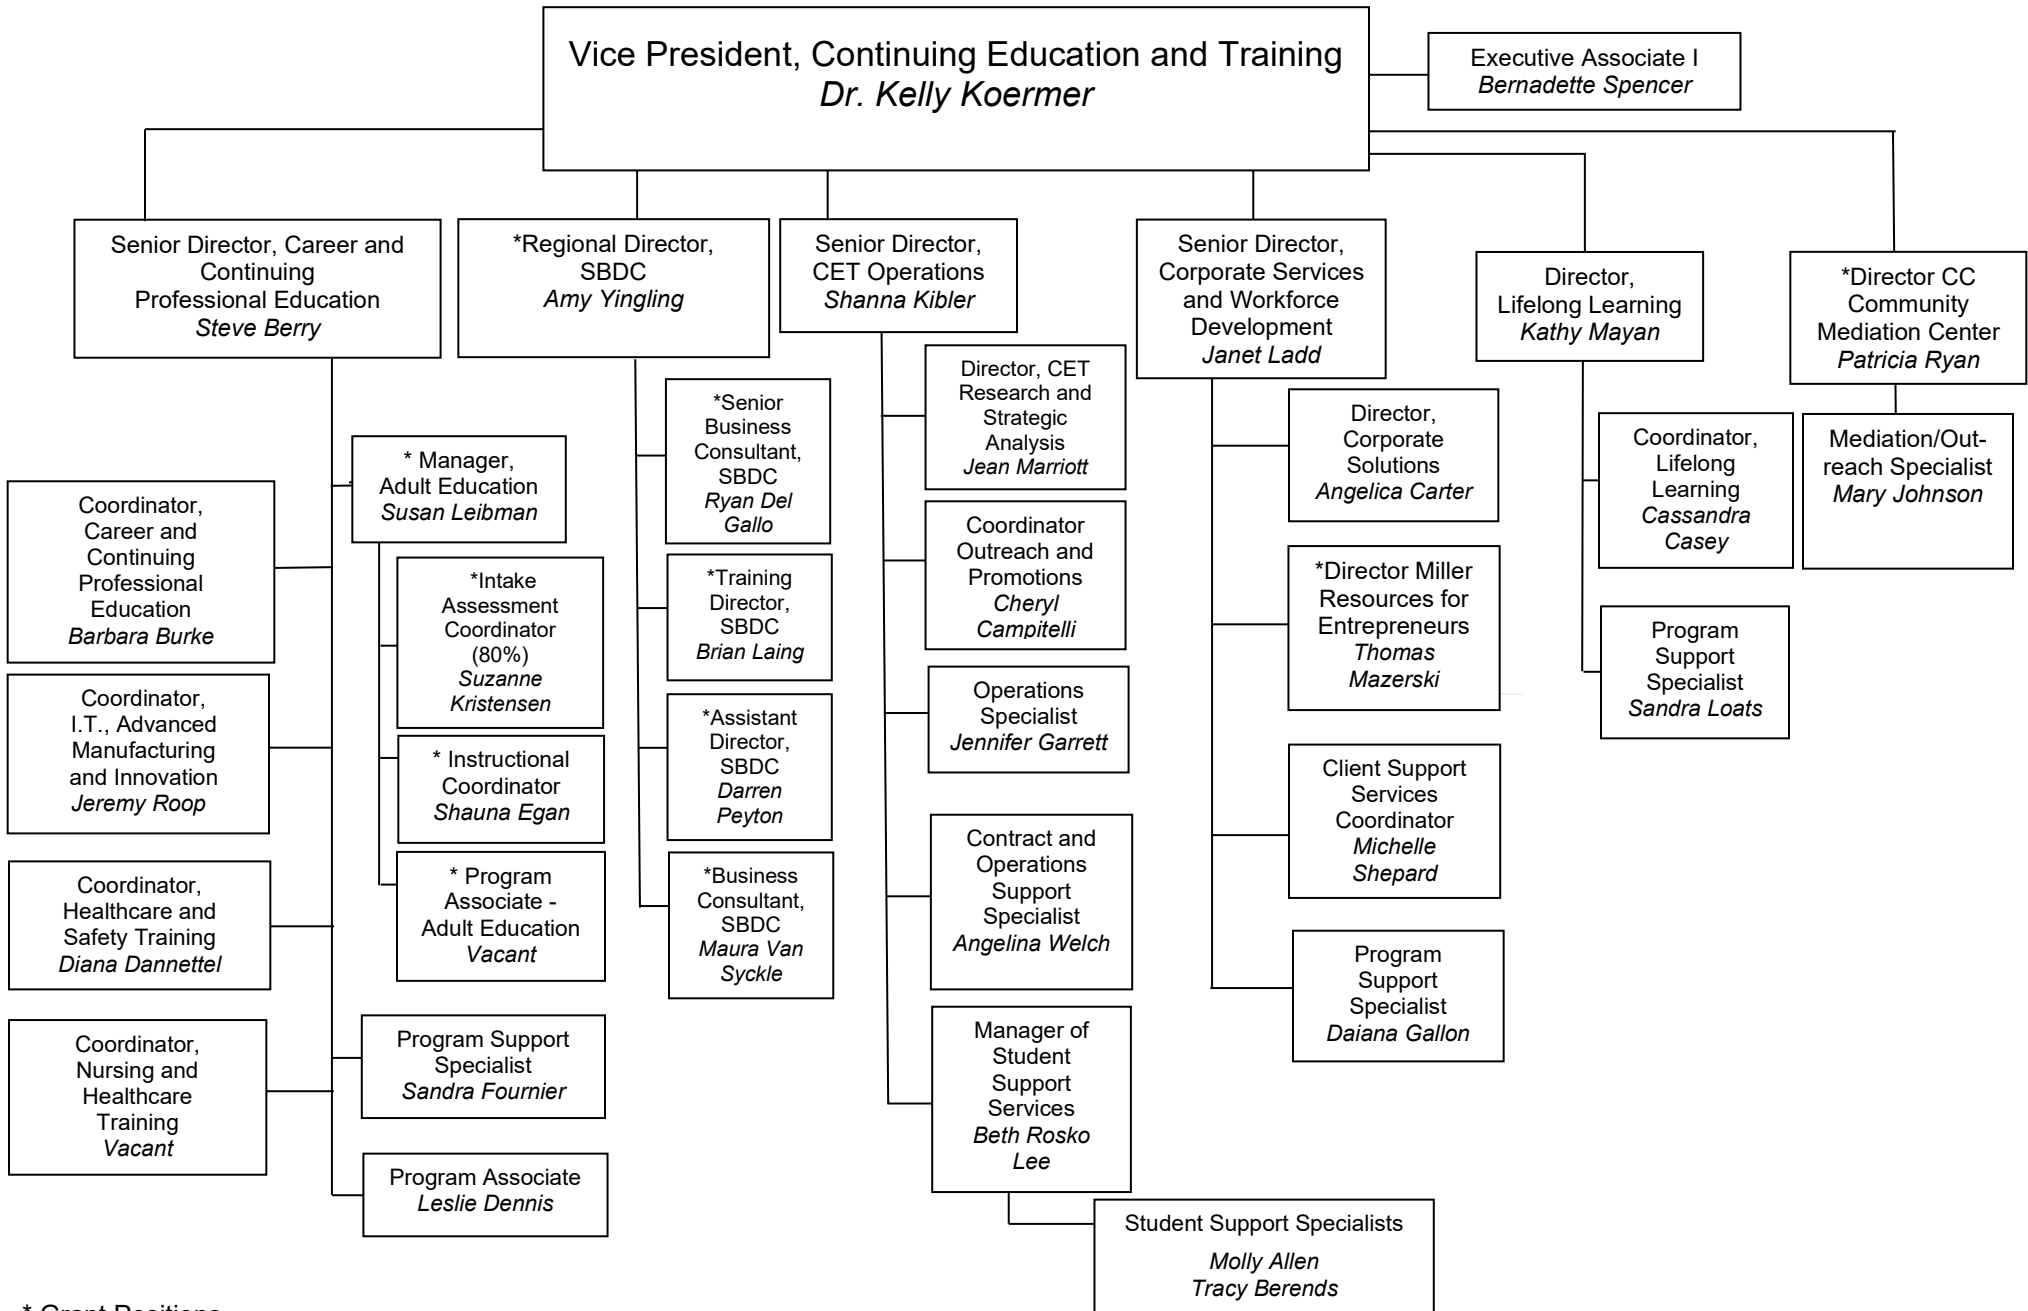 Vice President, Continuing Education and Training
Dr. Kelly Koermer
Executive Associate I
Bernadette Spencer
Senior Director, Career and
Continuing
Professional Education
Steve Berry
*Regional Director,
SBDC
Amy Yingling
Senior Director,
CET Operations
Shanna Kibler
Senior Director,
Corporate Services
and Workforce
Development
Janet Ladd
Director,
Lifelong Learning
Kathy Mayan
*Director CC
Community
Mediation Center
Patricia Ryan
Coordinator,
Career and
Continuing
Professional
Education
Barbara Burke
Coordinator,
I.T., Advanced
Manufacturing
and Innovation
Jeremy Roop
Coordinator,
Healthcare and
Safety Training
Diana Dannettel
Coordinator,
Nursing and
Healthcare
Training
Vacant
* Manager,
Adult Education
Susan Leibman
*Intake
Assessment
Coordinator
(80%)
Suzanne
Kristensen
* Instructional
Coordinator
Shauna Egan
* Program
Associate -
Adult Education
Vacant
Program Support
Specialist
Sandra Fournier
Program Associate
Leslie Dennis
*Senior
Business
Consultant,
SBDC
Ryan Del
Gallo
*Training
Director,
SBDC
Brian Laing
*Assistant
Director,
SBDC
Darren
Peyton
*Business
Consultant,
SBDC
Maura Van
Syckle
Director, CET
Research and
Strategic
Analysis
Jean Marriott
Coordinator
Outreach and
Promotions
Cheryl
Campitelli
Operations
Specialist
Jennifer Garrett
Contract and
Operations
Support
Specialist
Angelina Welch
Manager of
Student
Support
Services
Beth Rosko
Lee
Student Support Specialists
Molly Allen
Tracy Berends
Director,
Corporate
Solutions
Angelica Carter
*Director Miller
Resources for
Entrepreneurs
Thomas
Mazerski
Client Support
Services
Coordinator
Michelle
Shepard
Program
Support
Specialist
Daiana Gallon
Coordinator,
Lifelong
Learning
Cassandra
Casey
Program
Support
Specialist
Sandra Loats
Mediation/Out-
reach Specialist
Mary Johnson
* Grant Positions